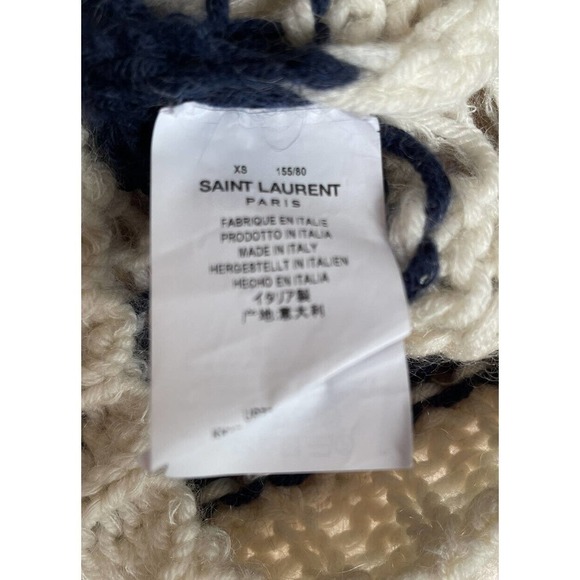 XS 155/80
SAINT LAURENT
PARIS
FABRIQUE EN ITALIE
PRODOTTO IN ITALIA
MADE IN ITALY
HERGESTELLT IN ITALIEN
HECHO EN ITALIA
イタリア製
产地:意大利